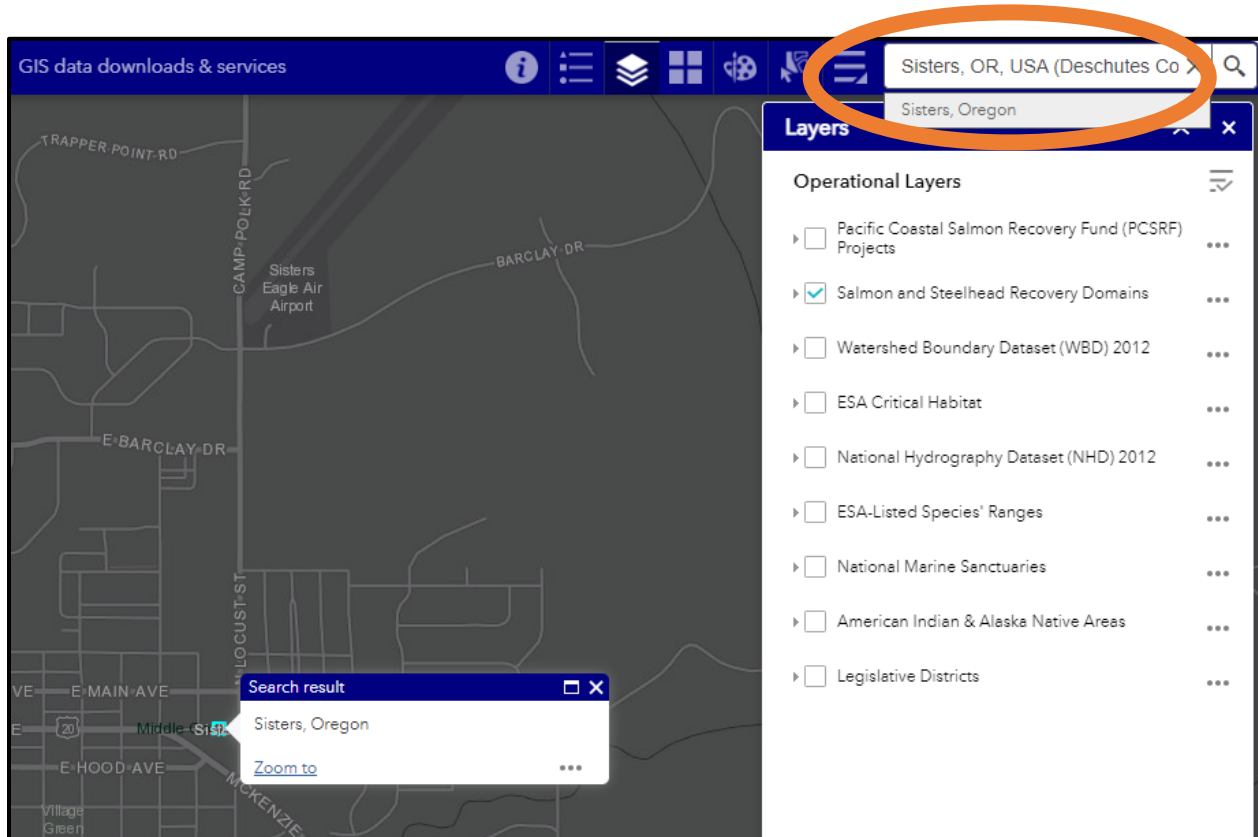 GIS data downloads & services
Sisters, OR, USA (Deschutes Co
Sisters, Oregon
Layers
Operational Layers
Pacific Coastal Salmon Recovery Fund (PCSRF)
Projects
Salmon and Steelhead Recovery Domains
Watershed Boundary Dataset (WBD) 2012
ESA Critical Habitat
National Hydrography Dataset (NHD) 2012
ESA-Listed Species' Ranges
National Marine Sanctuaries
American Indian & Alaska Native Areas
Legislative Districts
TRAPPER POINT RD
CAMP POLK RD
Sisters
Eagle Air
Airport
BARCLAY DR
E BARCLAY DR
N LOCUST ST
VE
E MAIN AVE
E
20
Middle
Sist
E HOOD AVE
MCKENZIE
Village
Green
Search result
Sisters, Oregon
Zoom to